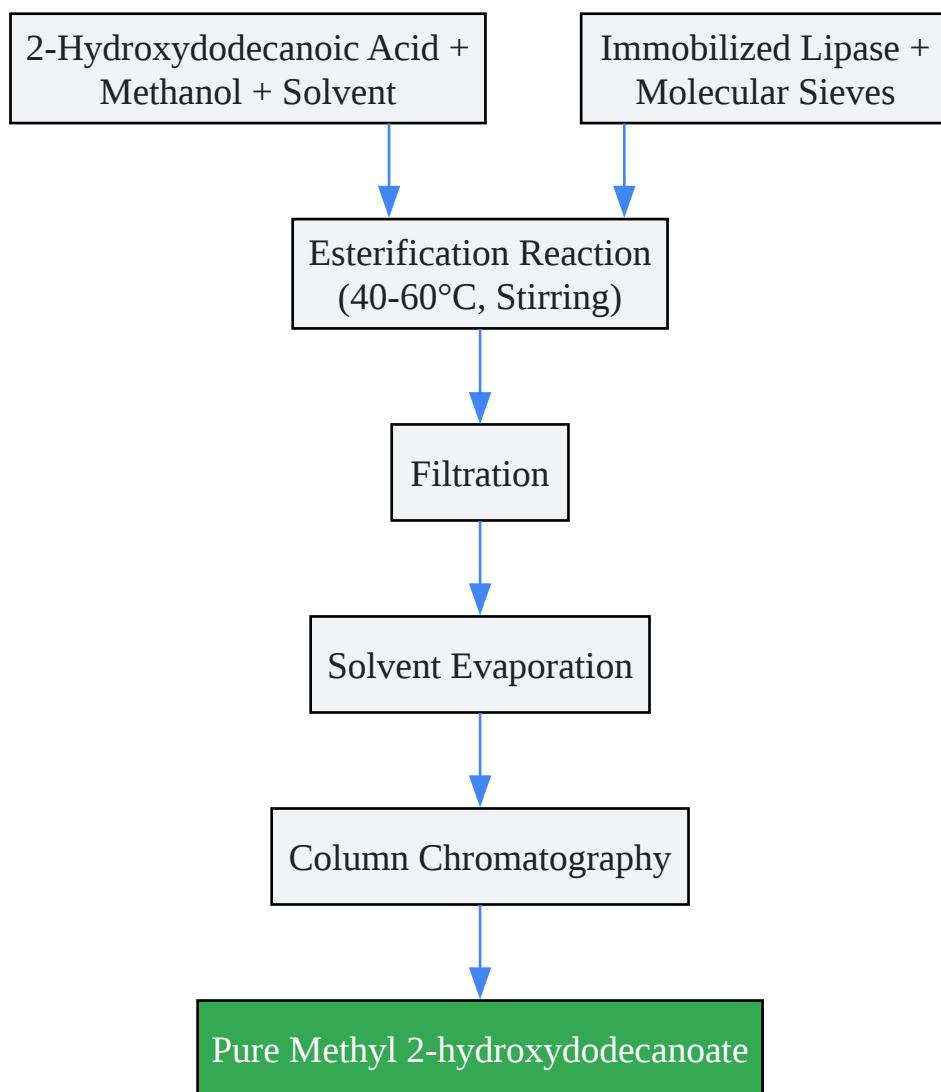 2-Hydroxydodecanoic Acid +
Methanol + Solvent
Immobilized Lipase +
Molecular Sieves
Esterification Reaction
(40-60°C, Stirring)
Filtration
Solvent Evaporation
Column Chromatography
Pure Methyl 2-hydroxydodecanoate